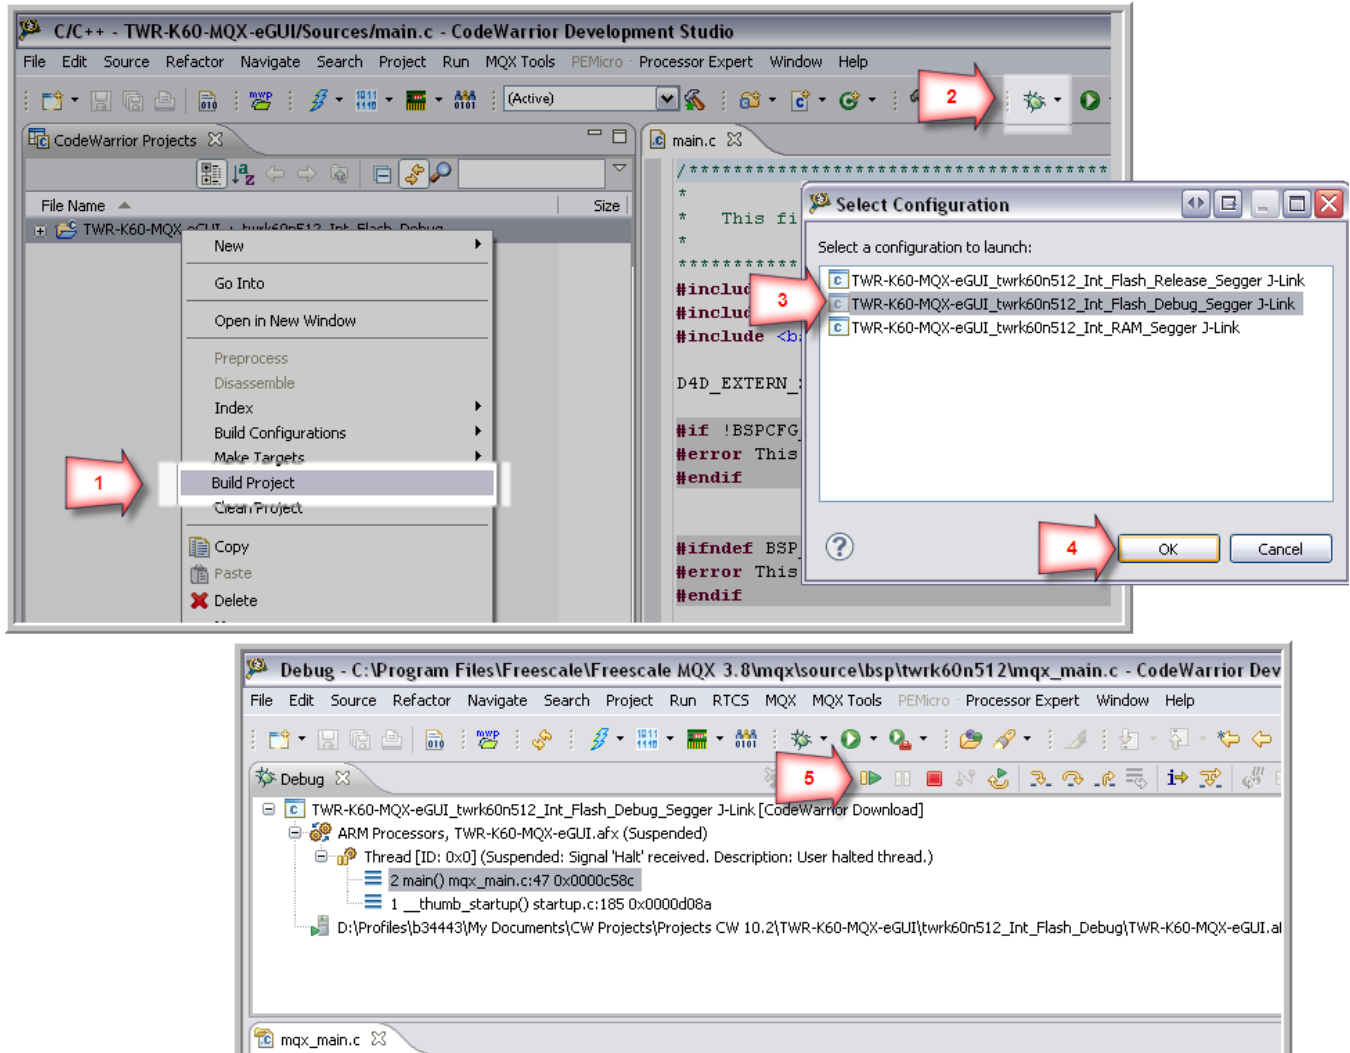 C/C++ - TWR-K60-MQX-eGUI/Sources/main.c - CodeWarrior Development Studio
File Edit Source Refactor Navigate Search Project Run MQX Tools PEMicro Processor Expert Window Help
(Active)
2
CodeWarrior Projects
main.c
File Name
Size
TWR-K60-MQX-eGUI : twrk60n512_Int_Flash_Debug
New
Go Into
Open in New Window
Preprocess
Disassemble
Index
Build Configurations
Make Targets
1
Build Project
Clean Project
Copy
Paste
Delete
/***************************************
*
* This fi
*
***********
#includ
#includ
#include <b
D4D_EXTERN_
#if !BSPCFG_
#error This
#endif
#ifndef BSP_
#error This
#endif
Select Configuration
Select a configuration to launch:
TWR-K60-MQX-eGUI_twrk60n512_Int_Flash_Release_Segger J-Link
3
TWR-K60-MQX-eGUI_twrk60n512_Int_Flash_Debug_Segger J-Link
TWR-K60-MQX-eGUI_twrk60n512_Int_RAM_Segger J-Link
?
4
OK
Cancel
Debug - C:\Program Files\Freescale\Freescale MQX 3.8\mqx\source\bsp\twrk60n512\mqx_main.c - CodeWarrior Dev
File Edit Source Refactor Navigate Search Project Run RTCS MQX MQX Tools PEMicro Processor Expert Window Help
Debug
5
TWR-K60-MQX-eGUI_twrk60n512_Int_Flash_Debug_Segger J-Link [CodeWarrior Download]
ARM Processors, TWR-K60-MQX-eGUI.afx (Suspended)
Thread [ID: 0x0] (Suspended: Signal 'Halt' received. Description: User halted thread.)
2 main() mqx_main.c:47 0x0000c58c
1 __thumb_startup() startup.c:185 0x0000d08a
D:\Profiles\b34443\My Documents\CW Projects\Projects CW 10.2\TWR-K60-MQX-eGUI\twrk60n512_Int_Flash_Debug\TWR-K60-MQX-eGUI.a
mqx_main.c